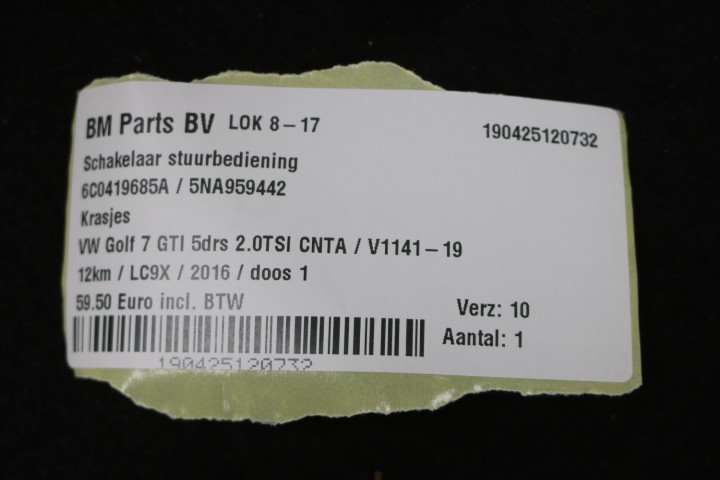 BM Parts BV LOK 8-17 190425120732
Schakelaar stuurbediening
6C0419685A / 5NA959442
Krasjes
VW Golf 7 GTI 5drs 2.0TSI CNTA / V1141-19
12km / LC9X / 2016 / doos 1
59.50 Euro incl. BTW Verz: 10
Aantal: 1
190425120732